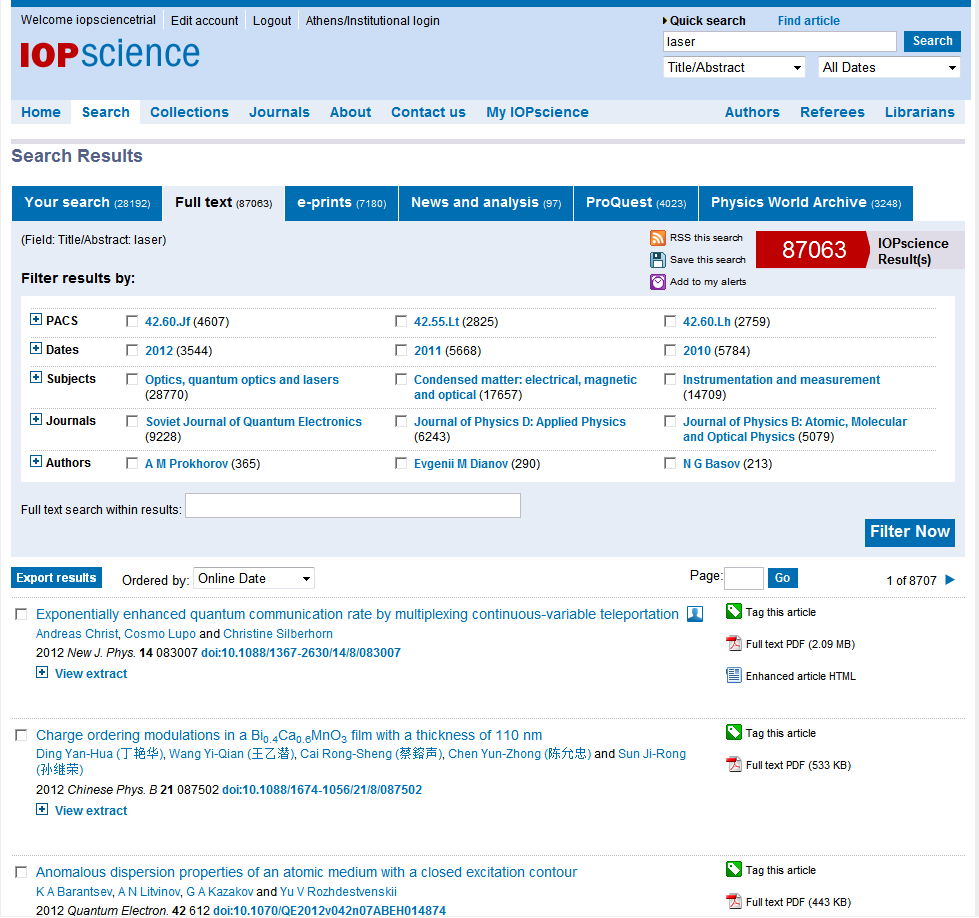 Welcome iopsciencetrial Edit account Logout Athens/Institutional login
Quick search Find article
IOPscience
laser Search
Title/Abstract All Dates
Home Search Collections Journals About Contact us My IOPscience Authors Referees Librarians
Search Results
Your search (28192) Full text (87063) e-prints (7180) News and analysis (97) ProQuest (4023) Physics World Archive (3248)
(Field: Title/Abstract: laser)
RSS this search
Save this search
Add to my alerts
87063 IOPscience Result(s)
Filter results by:
PACS 42.60.Jf (4607) 42.55.Lt (2825) 42.60.Lh (2759)
Dates 2012 (3544) 2011 (5668) 2010 (5784)
Subjects Optics, quantum optics and lasers (28770) Condensed matter: electrical, magnetic and optical (17657) Instrumentation and measurement (14709)
Journals Soviet Journal of Quantum Electronics (9228) Journal of Physics D: Applied Physics (6243) Journal of Physics B: Atomic, Molecular and Optical Physics (5079)
Authors A M Prokhorov (365) Evgenii M Dianov (290) N G Basov (213)
Full text search within results:
Filter Now
Export results Ordered by: Online Date Page: Go 1 of 8707
Exponentially enhanced quantum communication rate by multiplexing continuous-variable teleportation
Andreas Christ, Cosmo Lupo and Christine Silberhorn
2012 New J. Phys. 14 083007 doi:10.1088/1367-2630/14/8/083007
View extract
Tag this article
Full text PDF (2.09 MB)
Enhanced article HTML
Charge ordering modulations in a Bi0.4Ca0.6MnO3 film with a thickness of 110 nm
Ding Yan-Hua (丁艳华), Wang Yi-Qian (王乙潜), Cai Rong-Sheng (蔡鎔声), Chen Yun-Zhong (陈允忠) and Sun Ji-Rong
(孙继荣)
2012 Chinese Phys. B 21 087502 doi:10.1088/1674-1056/21/8/087502
View extract
Tag this article
Full text PDF (533 KB)
Anomalous dispersion properties of an atomic medium with a closed excitation contour
K A Barantsev, A N Litvinov, G A Kazakov and Yu V Rozhdestvenskii
2012 Quantum Electron. 42 612 doi:10.1070/QE2012v042n07ABEH014874
Tag this article
Full text PDF (443 KB)